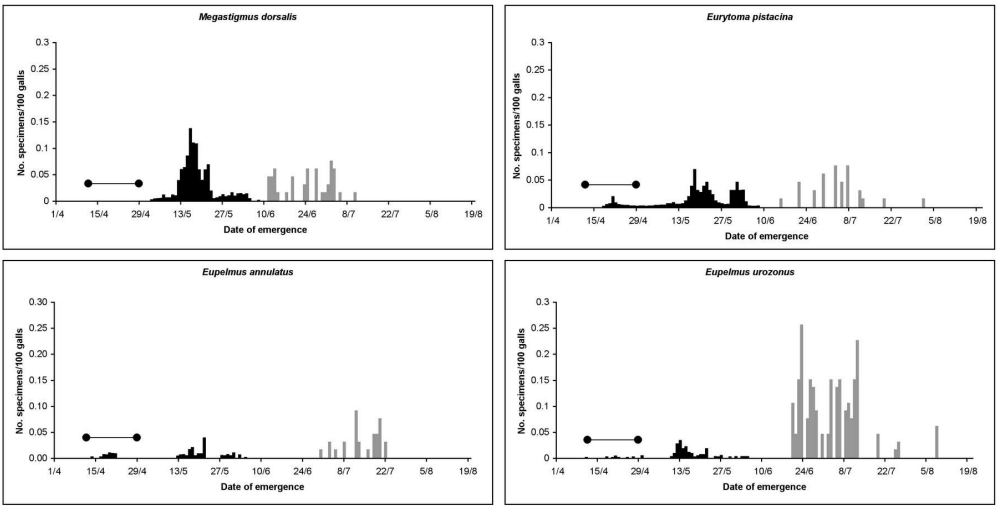 Megastigmus dorsalis
No. specimens/100 galls
0.3
0.25
0.2
0.15
0.1
0.05
0
1/4 15/4 29/4 13/5 27/5 10/6 24/6 8/7 22/7 5/8 19/8
Date of emergence
Eurytoma pistacina
No. specimens/100 galls
0.3
0.25
0.2
0.15
0.1
0.05
0
1/4 15/4 29/4 13/5 27/5 10/6 24/6 8/7 22/7 5/8 19/8
Date of emergence
Eupelmus annulatus
No. specimens/100 galls
0.30
0.25
0.20
0.15
0.10
0.05
0.00
1/4 15/4 29/4 13/5 27/5 10/6 24/6 8/7 22/7 5/8 19/8
Date of emergence
Eupelmus urozonus
No. specimens/100 galls
0.3
0.25
0.2
0.15
0.1
0.05
0
1/4 15/4 29/4 13/5 27/5 10/6 24/6 8/7 22/7 5/8 19/8
Date of emergence